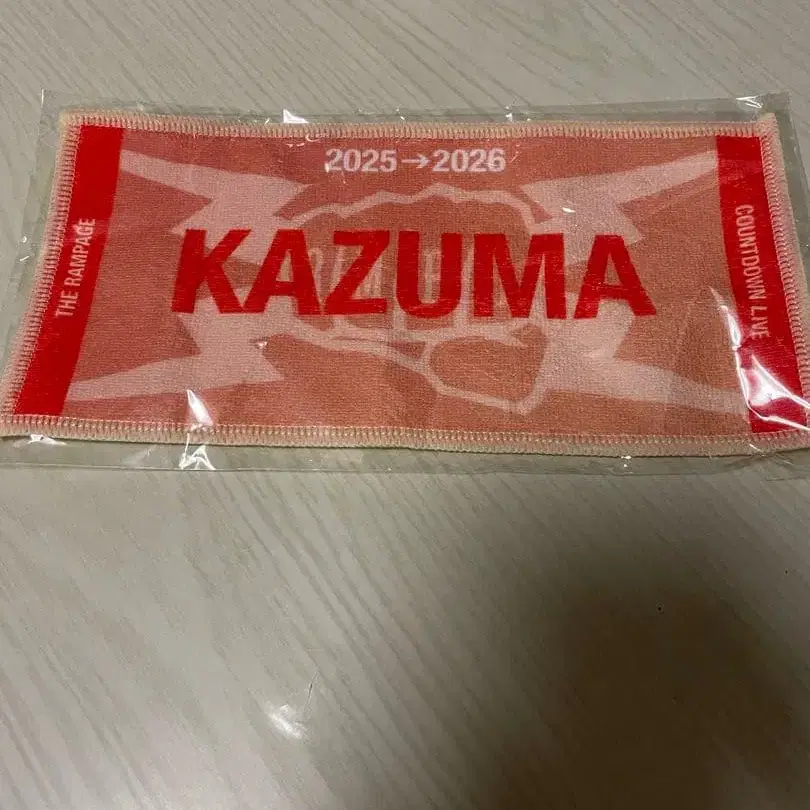 2025→2026
THE RAMPAGE
KAZUMA
COUNTDOWN LIVE